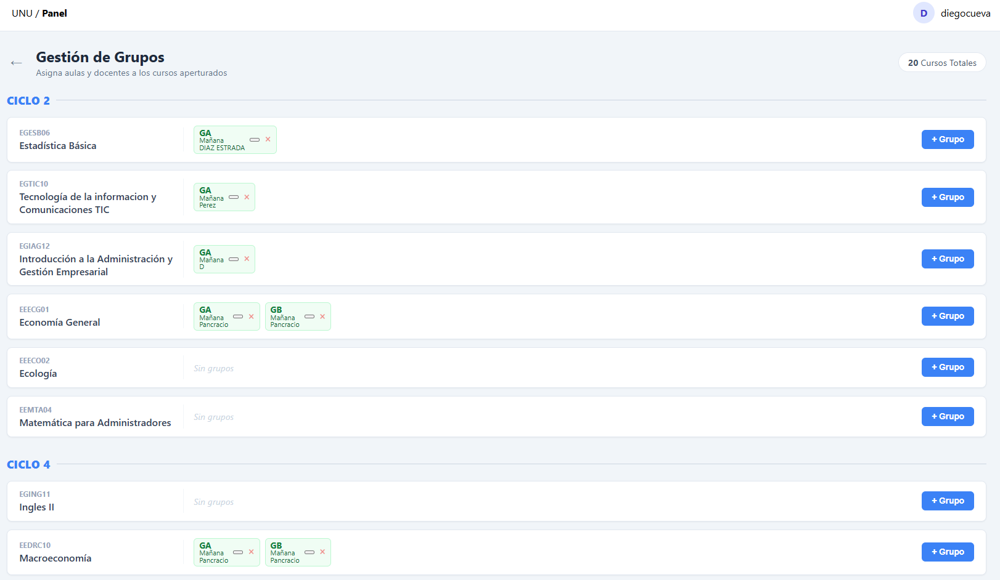 UNU / Panel
D diegocueva
←
Gestión de Grupos
Asigna aulas y docentes a los cursos aperturados
20 Cursos Totales
CICLO 2
EGESB06
Estadística Básica
GA
Mañana
DIAZ ESTRADA
×
+ Grupo
EGTIC10
Tecnología de la informacion y
Comunicaciones TIC
GA
Mañana
Perez
×
+ Grupo
EGIAG12
Introducción a la Administración y
Gestión Empresarial
GA
Mañana
D
×
+ Grupo
EEECG01
Economía General
GA
Mañana
Pancracio
×
GB
Mañana
Pancracio
×
+ Grupo
EEECO02
Ecología
Sin grupos
+ Grupo
EEMTA04
Matemática para Administradores
Sin grupos
+ Grupo
CICLO 4
EGING11
Ingles II
Sin grupos
+ Grupo
EEDRC10
Macroeconomía
GA
Mañana
Pancracio
×
GB
Mañana
Pancracio
×
+ Grupo